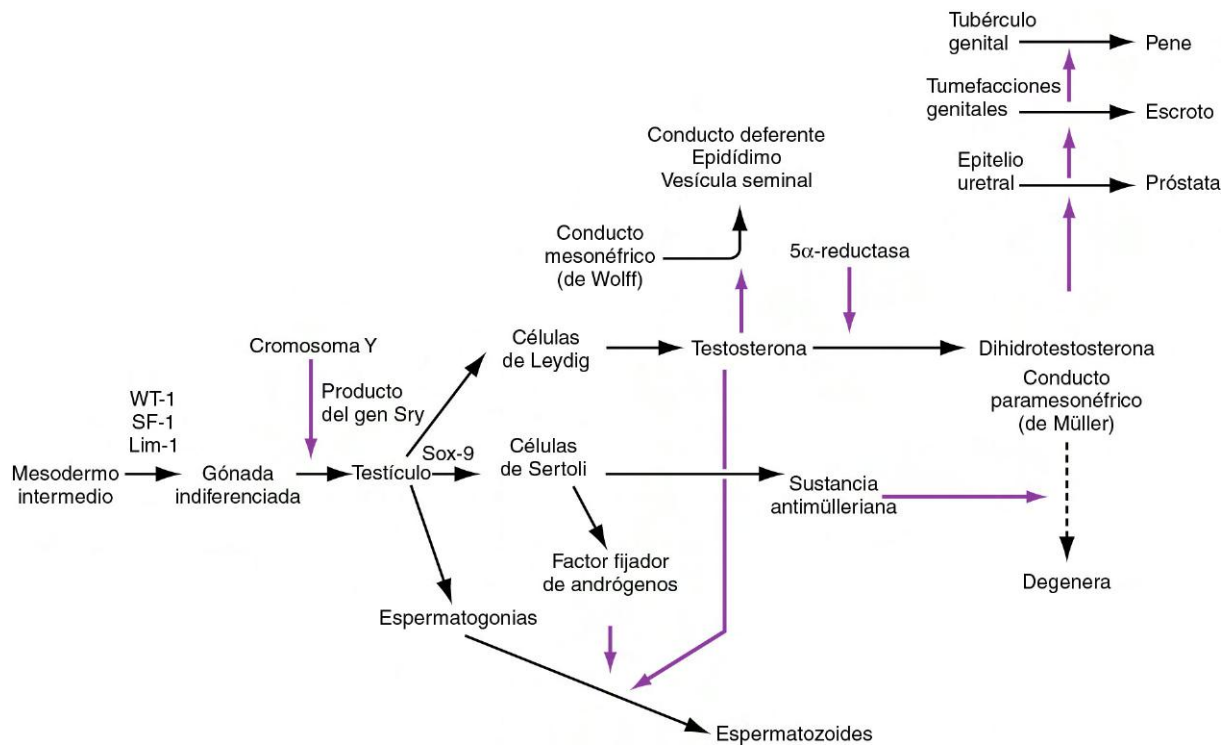 Tubérculo
genital
Pene
Tumefacciones
genitales
Escroto
Epitelio
uretral
Próstata
Conducto deferente
Epidídimo
Vesícula seminal
Conducto
mesonéfrico
(de Wolff)
5α-reductasa
Cromosoma Y
Producto
del gen Sry
Células
de Leydig
Testosterona
Dihidrotestosterona
Conducto
paramesonéfrico
(de Müller)
WT-1
SF-1
Lim-1
Mesodermo
intermedio
Gónada
indiferenciada
Testículo
Sox-9
Células
de Sertoli
Sustancia
antimülleriana
Factor fijador
de andrógenos
Degenera
Espermatogonias
Espermatozoides